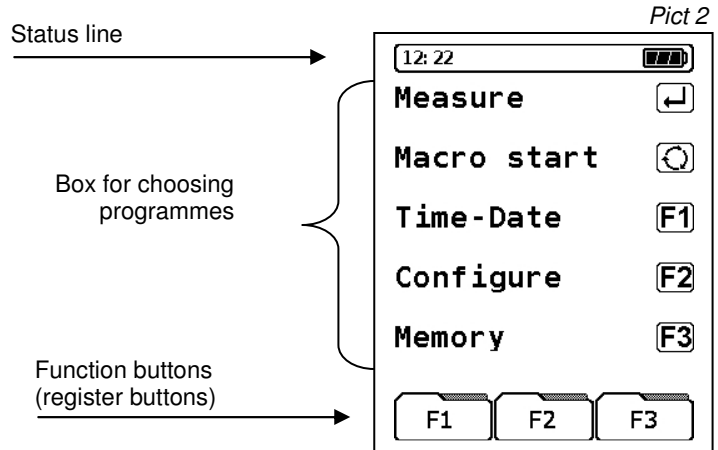 Pict 2
Status line
12:22
Measure
Macro start
Box for choosing
programmes
Time-Date F1
Configure F2
Memory F3
Function buttons
(register buttons)
F1 F2 F3